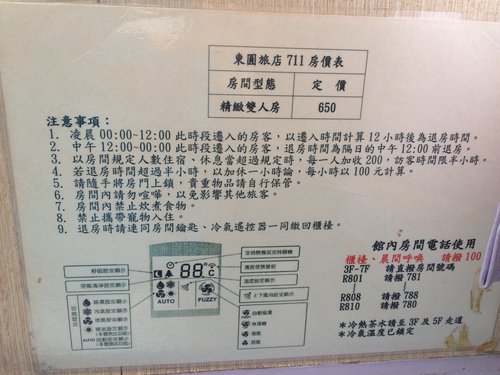 東園旅店 711 房價表
房間型態 定價
精緻雙人房 650
注意事項：
1. 凌晨 00:00~12:00 此時段遷入的房客，以遷入時間計算 12 小時後為退房時間。
2. 中午 12:00~00:00 此時段遷入的房客，退房時間為隔日的中午 12:00 前退房。
3. 以房間規定人數住宿、休息當超過規定時，每一人加收 200，訪客時間限半小時。
4. 若退房時間超過半小時，以加休一小時論，每小時以 100 元計算。
5. 請隨手將房門上鎖，貴重物品請自行保管。
6. 房間內請勿喧嘩，以免影響其他旅客。
7. 房間內禁止炊煮食物。
8. 禁止攜帶寵物入住。
9. 退房時請連同房間鑰匙、冷氣遙控器一同繳回櫃檯。
館內房間電話使用
櫃檯、晨間呼喚 請撥 100
3F~7F 請直撥房間號碼
R801 請撥 781
R808 請撥 788
R810 請撥 780
*冷熱茶水請至 3F 及 5F 走道
*冷氣溫度已鎖定
88℃
AUTO
FUZZY